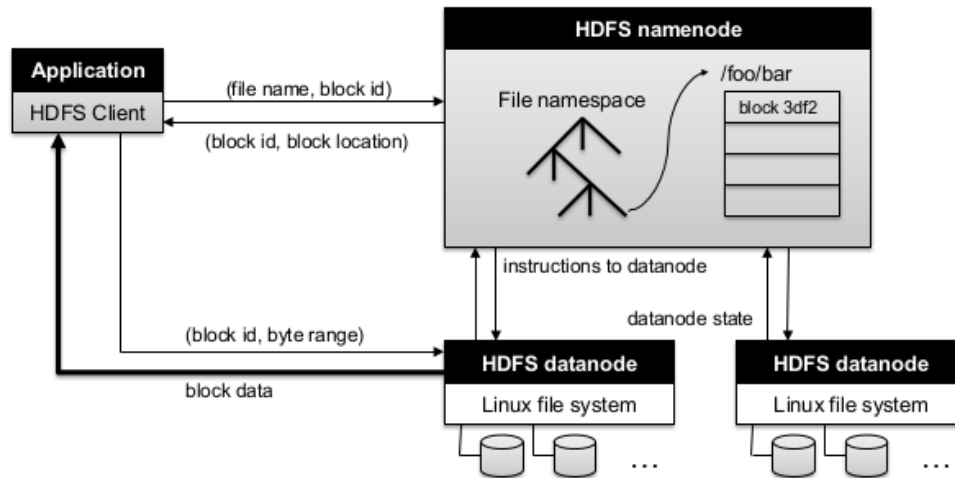 HDFS namenode
Application
HDFS Client
(file name, block id)
(block id, block location)
File namespace
/foo/bar
block 3df2
instructions to datanode
datanode state
(block id, byte range)
block data
HDFS datanode
Linux file system
...
HDFS datanode
Linux file system
...